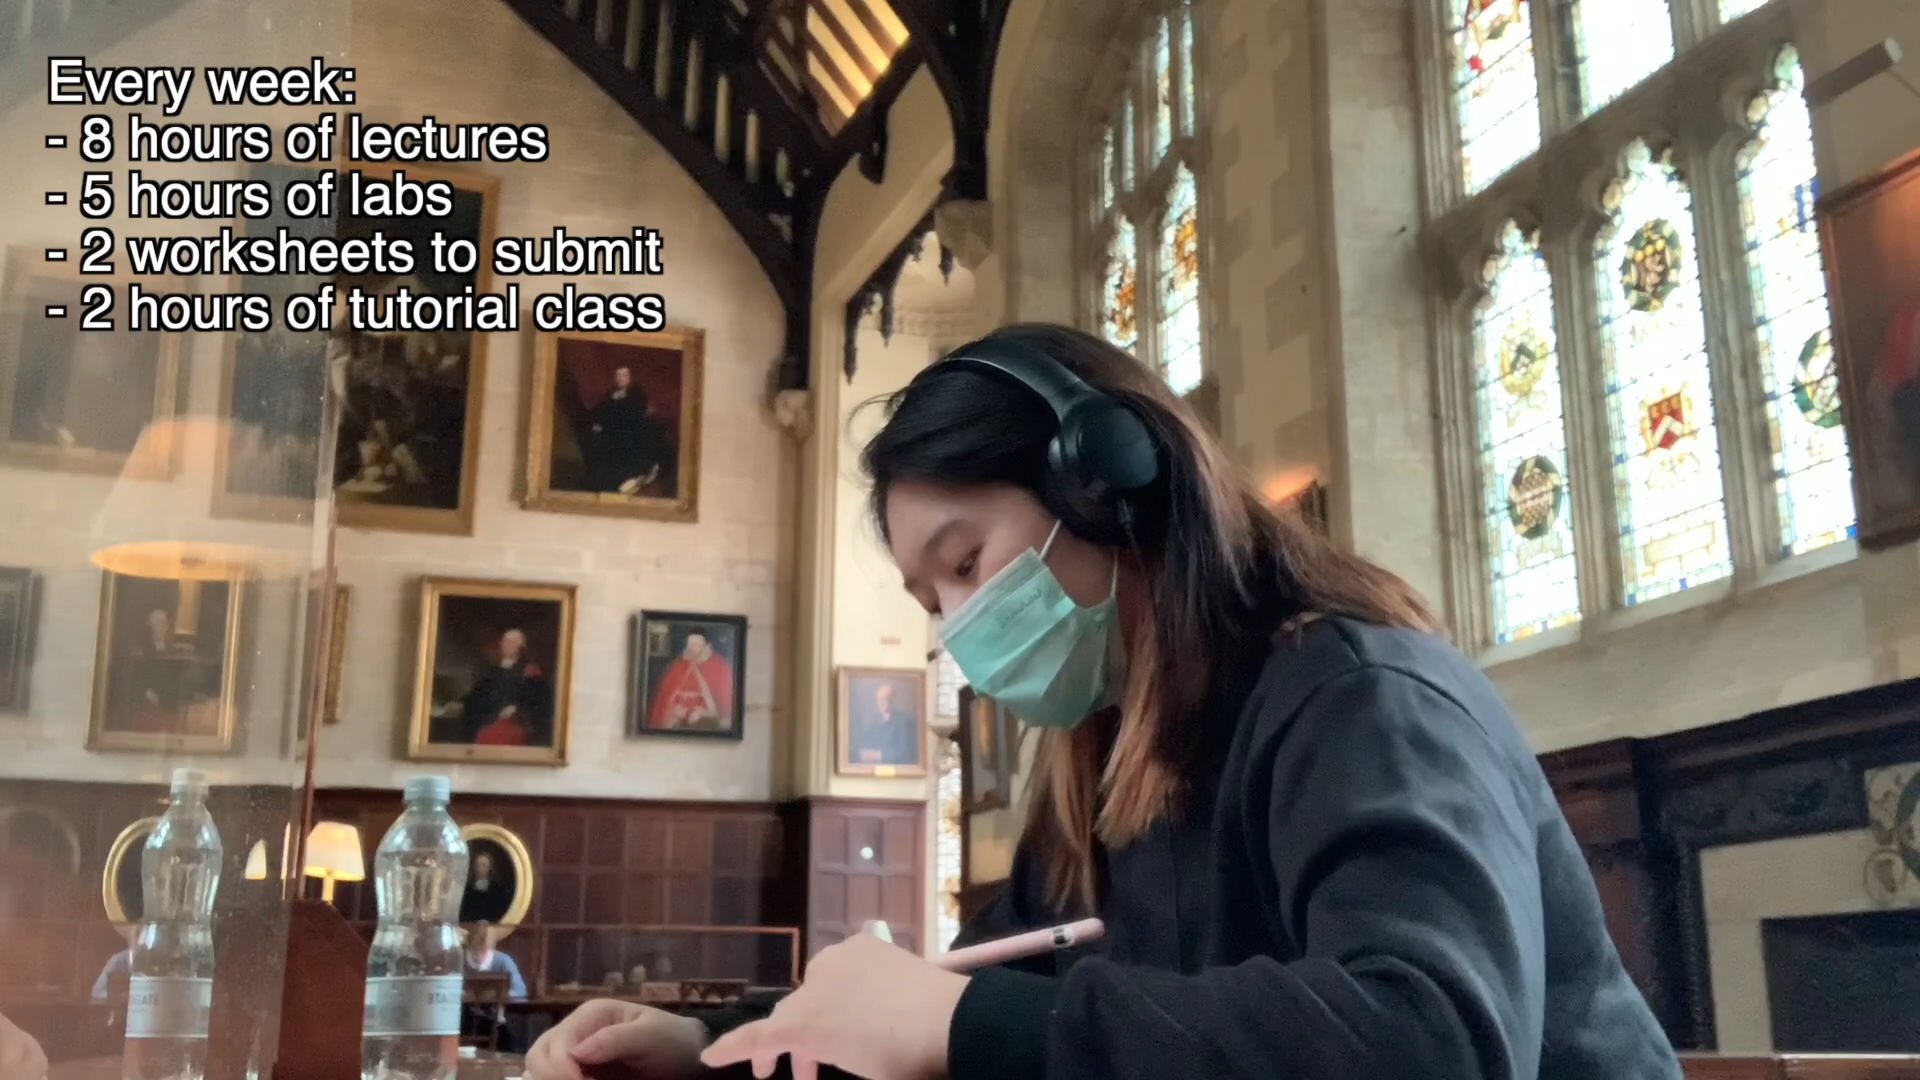 Every week:
- 8 hours of lectures
- 5 hours of labs
- 2 worksheets to submit
- 2 hours of tutorial class